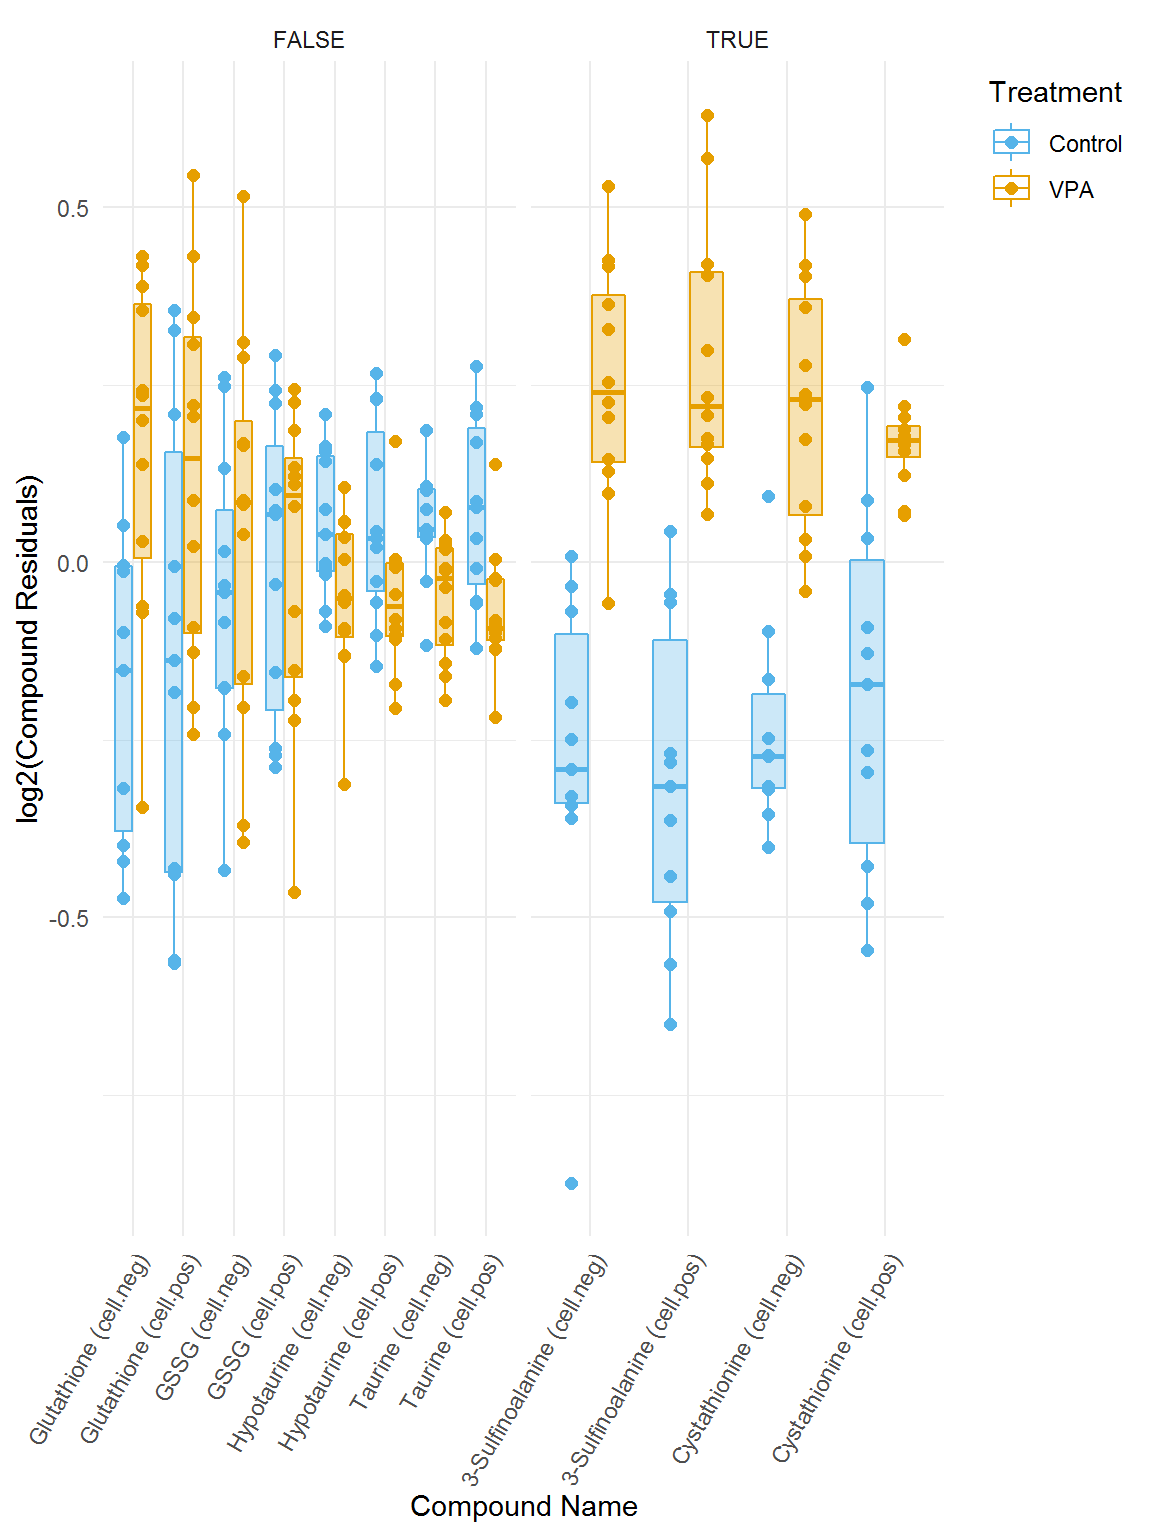 FALSE
TRUE
Treatment
Control
VPA
0.5
0.0
-0.5
log2(Compound Residuals)
Glutathione (cell.neg)
Glutathione (cell.pos)
GSSG (cell.neg)
GSSG (cell.pos)
Hypotaurine (cell.neg)
Hypotaurine (cell.pos)
Taurine (cell.neg)
Taurine (cell.pos)
3-Sulfinoalanine (cell.neg)
3-Sulfinoalanine (cell.pos)
Cystathionine (cell.neg)
Cystathionine (cell.pos)
Compound Name